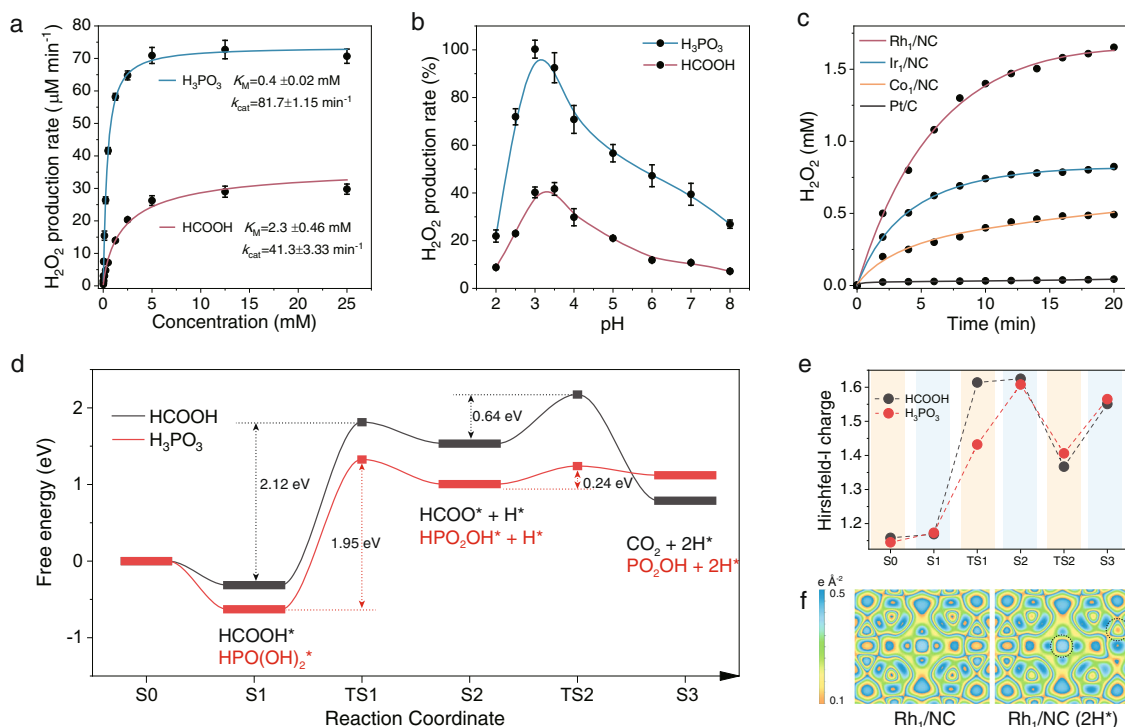 a
H₂O₂ production rate ( μM min⁻¹)
80
70
60
50
40
30
20
10
0
H₃PO₃
K_M=0.4 ±0.02 mM
k_cat=81.7±1.15 min⁻¹
HCOOH
K_M=2.3 ±0.46 mM
k_cat=41.3±3.33 min⁻¹
0 5 10 15 20 25
Concentration (mM)
b
H₂O₂ production rate (%)
100
80
60
40
20
0
H₃PO₃
HCOOH
2 3 4 5 6 7 8
pH
c
H₂O₂ (mM)
1.5
1.0
0.5
0.0
Rh₁/NC
Ir₁/NC
Co₁/NC
Pt/C
0 5 10 15 20
Time (min)
d
Free energy (eV)
2
1
0
-1
HCOOH
H₃PO₃
2.12 eV
1.95 eV
0.64 eV
0.24 eV
HCOOH*
HPO(OH)₂*
HCOO* + H*
HPO₂OH* + H*
CO₂ + 2H*
PO₂OH + 2H*
S0 S1 TS1 S2 TS2 S3
Reaction Coordinate
e
Hirshfeld-I charge
1.6
1.5
1.4
1.3
1.2
HCOOH
H₃PO₃
S0 S1 TS1 S2 TS2 S3
f
e Å⁻²
0.5
0.1
Rh₁/NC
Rh₁/NC (2H*)